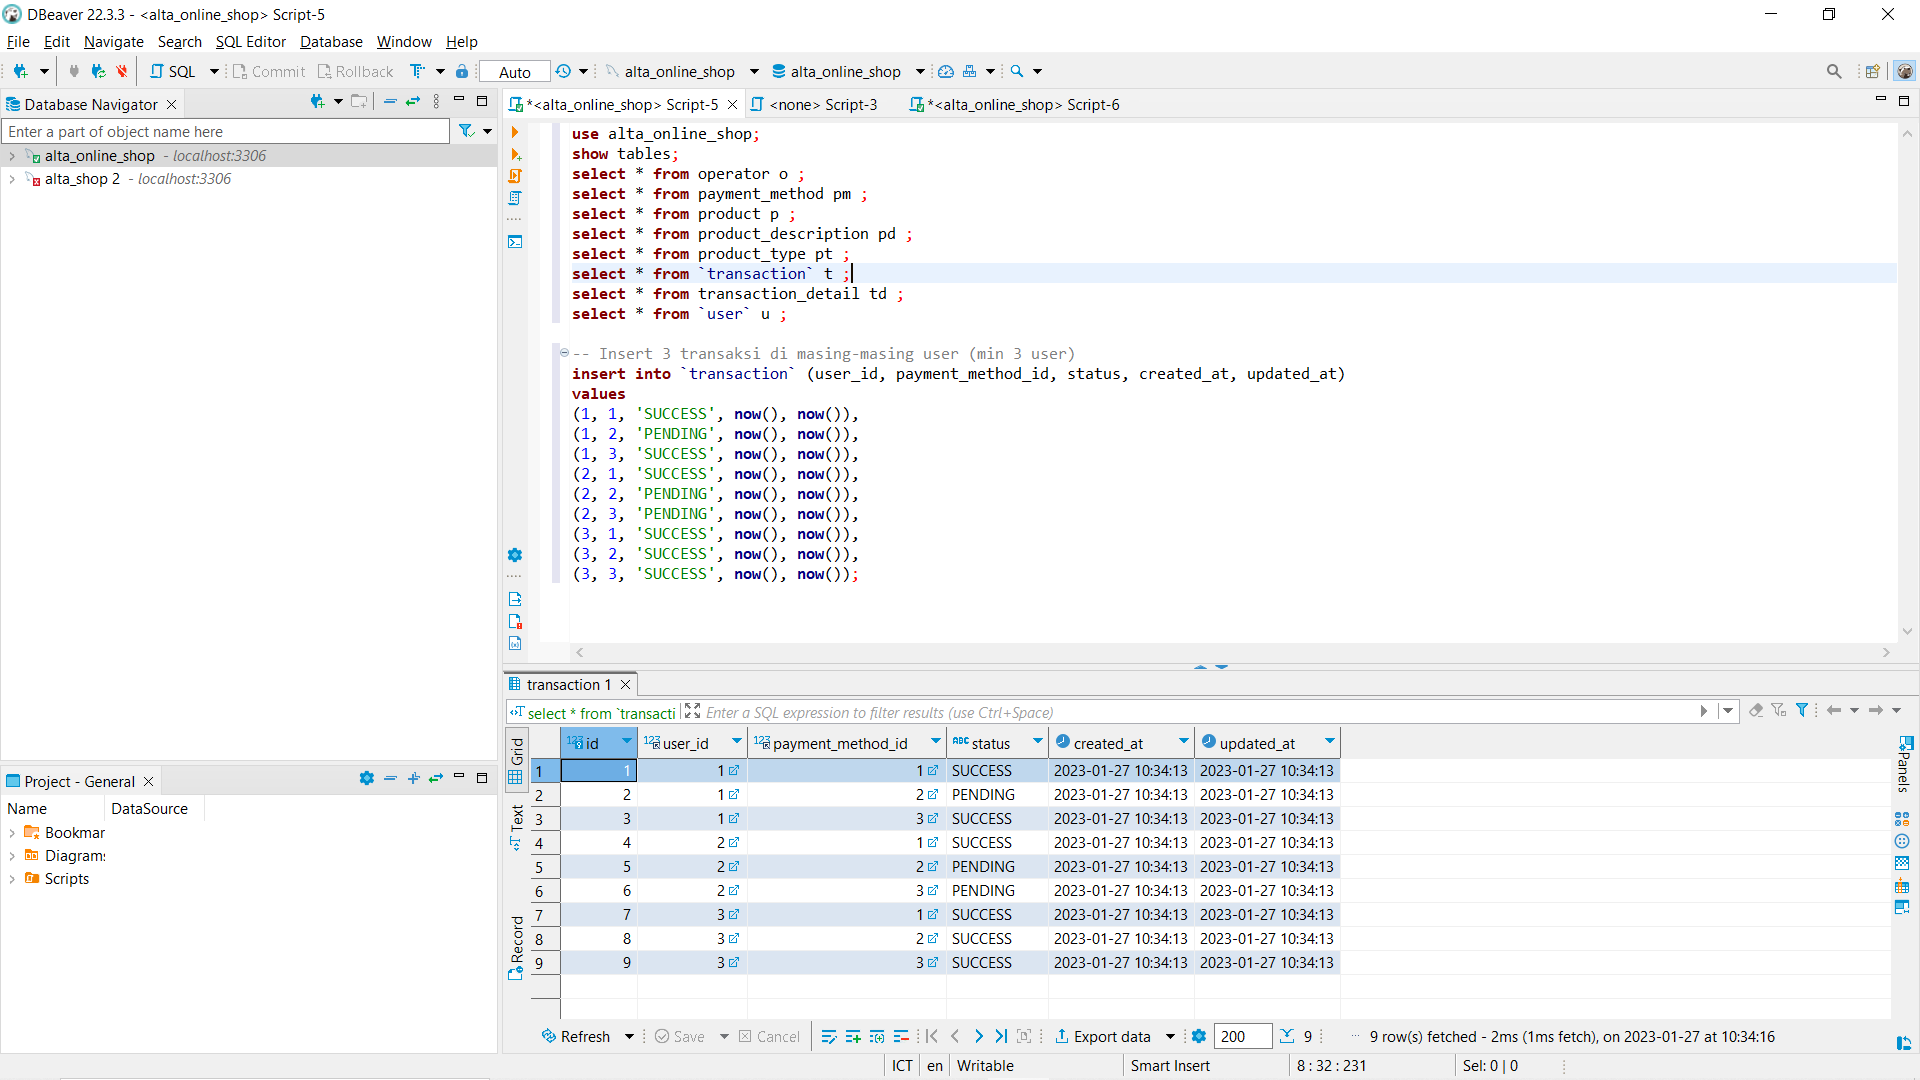 DBeaver 22.3.3 - <alta_online_shop> Script-5
File Edit Navigate Search SQL Editor Database Window Help
SQL Commit Rollback Auto alta_online_shop alta_online_shop
Database Navigator
Enter a part of object name here
alta_online_shop - localhost:3306
alta_shop 2 - localhost:3306
*<alta_online_shop> Script-5 <none> Script-3 *<alta_online_shop> Script-6
use alta_online_shop;
show tables;
select * from operator o ;
select * from payment_method pm ;
select * from product p ;
select * from product_description pd ;
select * from product_type pt ;
select * from `transaction` t ;
select * from transaction_detail td ;
select * from `user` u ;
-- Insert 3 transaksi di masing-masing user (min 3 user)
insert into `transaction` (user_id, payment_method_id, status, created_at, updated_at)
values
(1, 1, 'SUCCESS', now(), now()),
(1, 2, 'PENDING', now(), now()),
(1, 3, 'SUCCESS', now(), now()),
(2, 1, 'SUCCESS', now(), now()),
(2, 2, 'PENDING', now(), now()),
(2, 3, 'PENDING', now(), now()),
(3, 1, 'SUCCESS', now(), now()),
(3, 2, 'SUCCESS', now(), now()),
(3, 3, 'SUCCESS', now(), now());
transaction 1
select * from `transacti Enter a SQL expression to filter results (use Ctrl+Space)
Grid
Text
Record
123 id 123 user_id 123 payment_method_id ABC status created_at updated_at
1 1 1 1 SUCCESS 2023-01-27 10:34:13 2023-01-27 10:34:13
2 2 1 2 PENDING 2023-01-27 10:34:13 2023-01-27 10:34:13
3 3 1 3 SUCCESS 2023-01-27 10:34:13 2023-01-27 10:34:13
4 4 2 1 SUCCESS 2023-01-27 10:34:13 2023-01-27 10:34:13
5 5 2 2 PENDING 2023-01-27 10:34:13 2023-01-27 10:34:13
6 6 2 3 PENDING 2023-01-27 10:34:13 2023-01-27 10:34:13
7 7 3 1 SUCCESS 2023-01-27 10:34:13 2023-01-27 10:34:13
8 8 3 2 SUCCESS 2023-01-27 10:34:13 2023-01-27 10:34:13
9 9 3 3 SUCCESS 2023-01-27 10:34:13 2023-01-27 10:34:13
Panels
Refresh Save Cancel Export data 200 9 9 row(s) fetched - 2ms (1ms fetch), on 2023-01-27 at 10:34:16
Project - General
Name DataSource
Bookmar
Diagrams
Scripts
ICT en Writable Smart Insert 8 : 32 : 231 Sel: 0 | 0